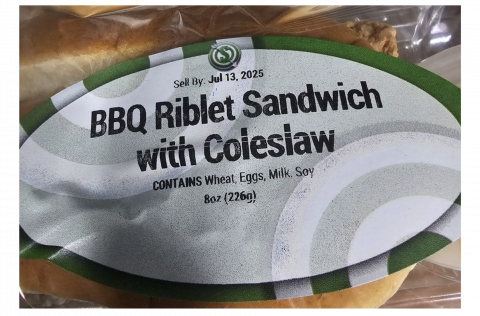 Sell By: Jul 13, 2025
BBQ Riblet Sandwich
with Coleslaw
CONTAINS Wheat, Eggs, Milk, Soy
8oz (226g)